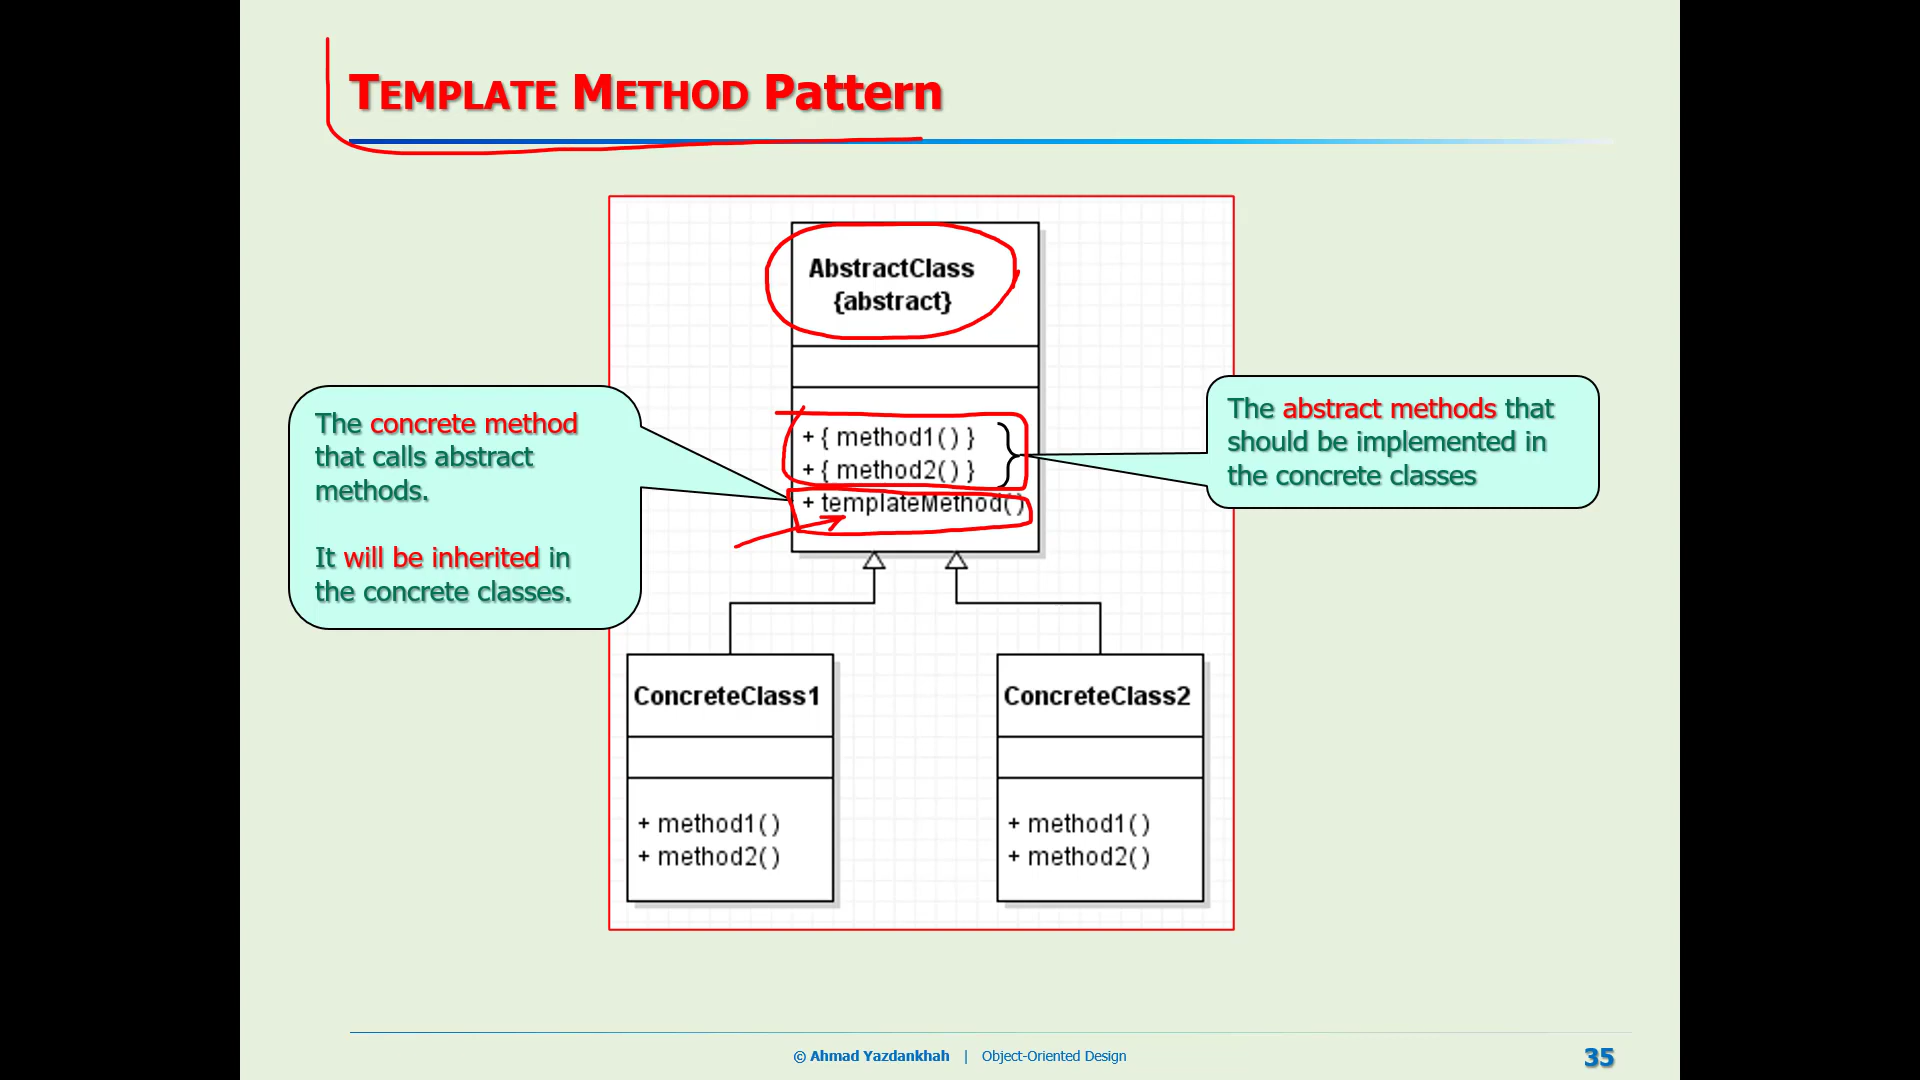 TEMPLATE METHOD Pattern
AbstractClass
{abstract}
+ { method1() }
+ { method2() }
+ templateMethod()
The concrete method
that calls abstract
methods.
It will be inherited in
the concrete classes.
The abstract methods that
should be implemented in
the concrete classes
ConcreteClass1
+ method1()
+ method2()
ConcreteClass2
+ method1()
+ method2()
© Ahmad Yazdankhah | Object-Oriented Design
35